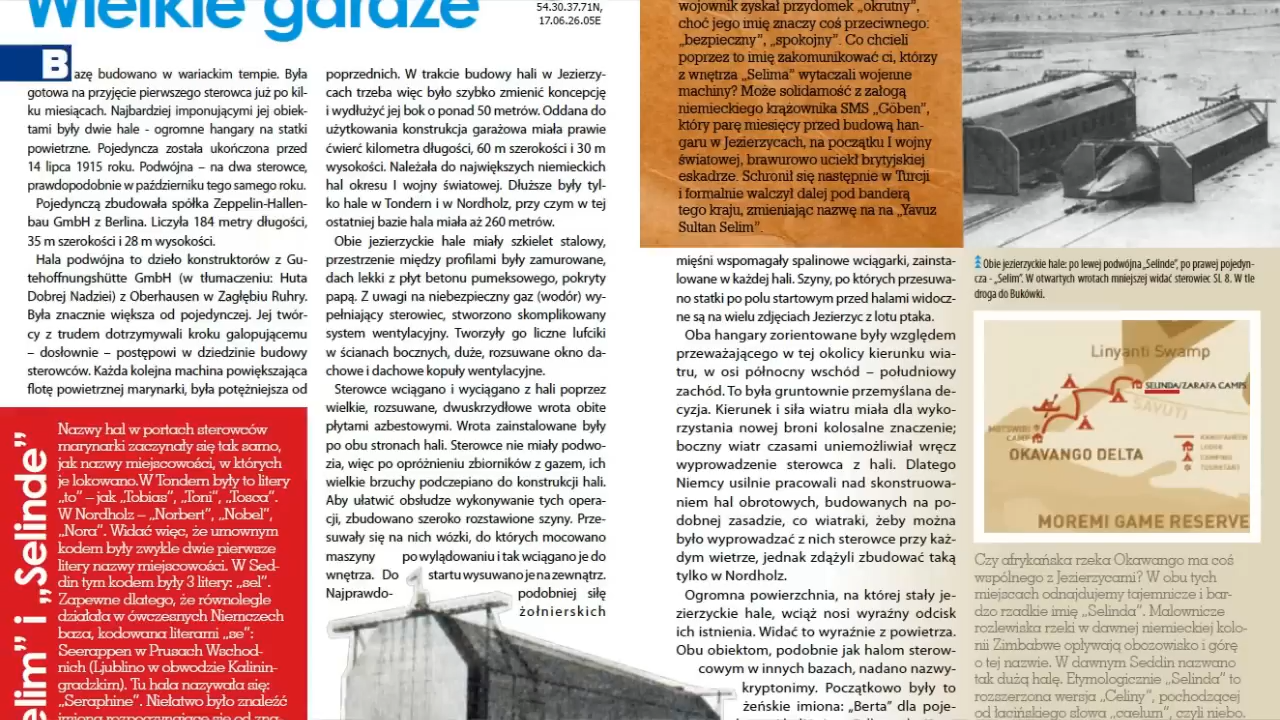 Wielkie garaże
54.30.37.71N,
17.06.26.05E
Bazę budowano w wariackim tempie. Była
gotowa na przyjęcie pierwszego sterowca już po kil-
ku miesiącach. Najbardziej imponującymi jej obiek-
tami były dwie hale - ogromne hangary na statki
powietrzne. Pojedyncza została ukończona przed
14 lipca 1915 roku. Podwójna – na dwa sterowce,
prawdopodobnie w październiku tego samego roku.
Pojedynczą zbudowała spółka Zeppelin-Hallen-
bau GmbH z Berlina. Liczyła 184 metry długości,
35 m szerokości i 28 m wysokości.
Hala podwójna to dzieło konstruktorów z Gu-
tehoffnungshütte GmbH (w tłumaczeniu: Huta
Dobrej Nadziei) z Oberhausen w Zagłębiu Ruhry.
Była znacznie większa od pojedynczej. Jej twór-
cy z trudem dotrzymywali kroku galopującemu
– dosłownie – postępowi w dziedzinie budowy
sterowców. Każda kolejna machina powiększająca
flotę powietrznej marynarki, była potężniejsza od
elim" i „Selinde"
Nazwy hal w portach sterowców
marynarki zaczynały się tak samo,
jak nazwy miejscowości, w których
je lokowano.W Tondern były to litery
„to” – jak „Tobias”, „Toni”, „Tosca”.
W Nordholz – „Norbert”, „Nobel”,
„Nora”. Widać więc, że umownym
kodem były zwykle dwie pierwsze
litery nazwy miejscowości. W Sed-
din tym kodem były 3 litery: „sel”.
Zapewne dlatego, że równolegle
działała w ówczesnych Niemczech
baza, kodowana literami „se”:
Seerappen w Prusach Wschod-
nich (Ljublino w obwodzie Kalinin-
gradzkim). Tu hala nazywała się:
„Seraphine”. Niełatwo było znaleźć
imiona rozpoczynające się od zna-
poprzednich. W trakcie budowy hali w Jezierzy-
cach trzeba więc było szybko zmienić koncepcję
i wydłużyć jej bok o ponad 50 metrów. Oddana do
użytkowania konstrukcja garażowa miała prawie
ćwierć kilometra długości, 60 m szerokości i 30 m
wysokości. Należała do największych niemieckich
hal okresu I wojny światowej. Dłuższe były tyl-
ko hale w Tondern i w Nordholz, przy czym w tej
ostatniej bazie hala miała aż 260 metrów.
Obie jezierzyckie hale miały szkielet stalowy,
przestrzenie między profilami były zamurowane,
dach lekki z płyt betonu pumeksowego, pokryty
papą. Z uwagi na niebezpieczny gaz (wodór) wy-
pełniający sterowiec, stworzono skomplikowany
system wentylacyjny. Tworzyły go liczne lufciki
w ścianach bocznych, duże, rozsuwane okno da-
chowe i dachowe kopuły wentylacyjne.
Sterowce wciągano i wyciągano z hali poprzez
wielkie, rozsuwane, dwuskrzydłowe wrota obite
płytami azbestowymi. Wrota zainstalowane były
po obu stronach hali. Sterowce nie miały podwo-
zia, więc po opróżnieniu zbiorników z gazem, ich
wielkie brzuchy podczepiano do konstrukcji hali.
Aby ułatwić obsłudze wykonywanie tych opera-
cji, zbudowano szeroko rozstawione szyny. Prze-
suwały się na nich wózki, do których mocowano
maszyny po wylądowaniu i tak wciągano je do
wnętrza. Do startu wysuwano je na zewnątrz.
Najprawdo- podobniej siłę
żołnierskich
wojownik zyskał przydomek „okrutny”,
choć jego imię znaczy coś przeciwnego:
„bezpieczny”, „spokojny”. Co chcieli
poprzez to imię zakomunikować ci, którzy
z wnętrza „Selima” wytaczali wojenne
machiny? Może solidarność z załogą
niemieckiego krążownika SMS „Göben”,
który parę miesięcy przed budową han-
garu w Jezierzycach, na początku I wojny
światowej, brawurowo uciekł brytyjskiej
eskadrze. Schronił się następnie w Turcji
i formalnie walczył dalej pod banderą
tego kraju, zmieniając nazwę na na „Yavuz
Sultan Selim”.
mięśni wspomagały spalinowe wciągarki, zainsta-
lowane w każdej hali. Szyny, po których przesuwa-
no statki po polu startowym przed halami widocz-
ne są na wielu zdjęciach Jezierzyc z lotu ptaka.
Oba hangary zorientowane były względem
przeważającego w tej okolicy kierunku wia-
tru, w osi północny wschód – południowy
zachód. To była gruntownie przemyślana de-
cyzja. Kierunek i siła wiatru miała dla wyko-
rzystania nowej broni kolosalne znaczenie;
boczny wiatr czasami uniemożliwiał wręcz
wyprowadzenie sterowca z hali. Dlatego
Niemcy usilnie pracowali nad skonstruowa-
niem hal obrotowych, budowanych na po-
dobnej zasadzie, co wiatraki, żeby można
było wyprowadzać z nich sterowce przy każ-
dym wietrze, jednak zdążyli zbudować taką
tylko w Nordholz.
Ogromna powierzchnia, na której stały je-
zierzyckie hale, wciąż nosi wyraźny odcisk
ich istnienia. Widać to wyraźnie z powietrza.
Obu obiektom, podobnie jak halom sterow-
cowym w innych bazach, nadano nazwy-
kryptonimy. Początkowo były to
żeńskie imiona: „Berta” dla poje-
Obie jezierzyckie hale: po lewej podwójna „Selinde”, po prawej pojedyn-
cza - „Selim”. W otwartych wrotach mniejszej widać sterowiec SL 8. W tle
droga do Bukówki.
Linyanti Swamp
SELINDA/ZARAFA CAMPS
SAVUTI
CAMP
OKAVANGO DELTA
MOREMI GAME RESERVE
Czy afrykańska rzeka Okawango ma coś
wspólnego z Jezierzycami? W obu tych
miejscach odnajdujemy tajemnicze i bar-
dzo rzadkie imię „Selinda”. Malownicze
rozlewiska rzeki w dawnej niemieckiej kolo-
nii Zimbabwe opływają obozowisko i górę
o tej nazwie. W dawnym Seddin nazwano
tak dużą halę. Etymologicznie „Selinda” to
rozszerzona wersja „Celiny”, pochodzącej
od łacińskiego słowa „caelum”, czyli niebo.